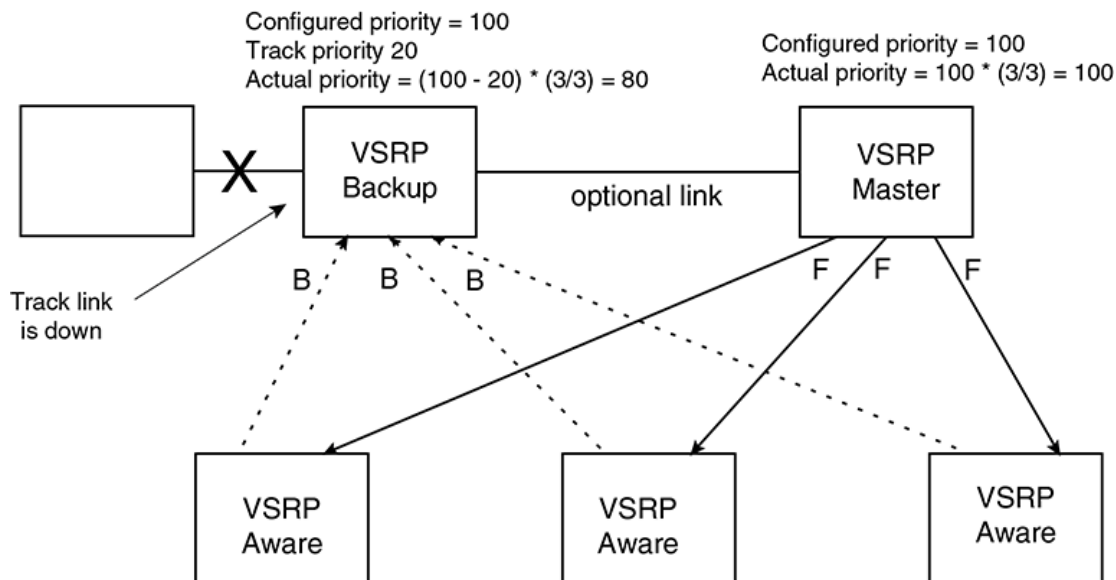 Configured priority = 100
Track priority 20
Actual priority = (100 - 20) * (3/3) = 80
Configured priority = 100
Actual priority = 100 * (3/3) = 100
X
VSRP
Backup
optional link
VSRP
Master
B
B
B
F
F
F
Track link
is down
VSRP
Aware
VSRP
Aware
VSRP
Aware